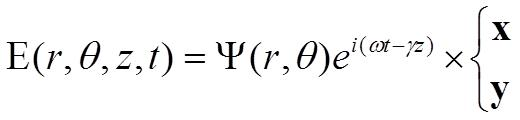 E(r, θ, z, t) = Ψ(r, θ)e^{i(ωt−γz)} × { x
y